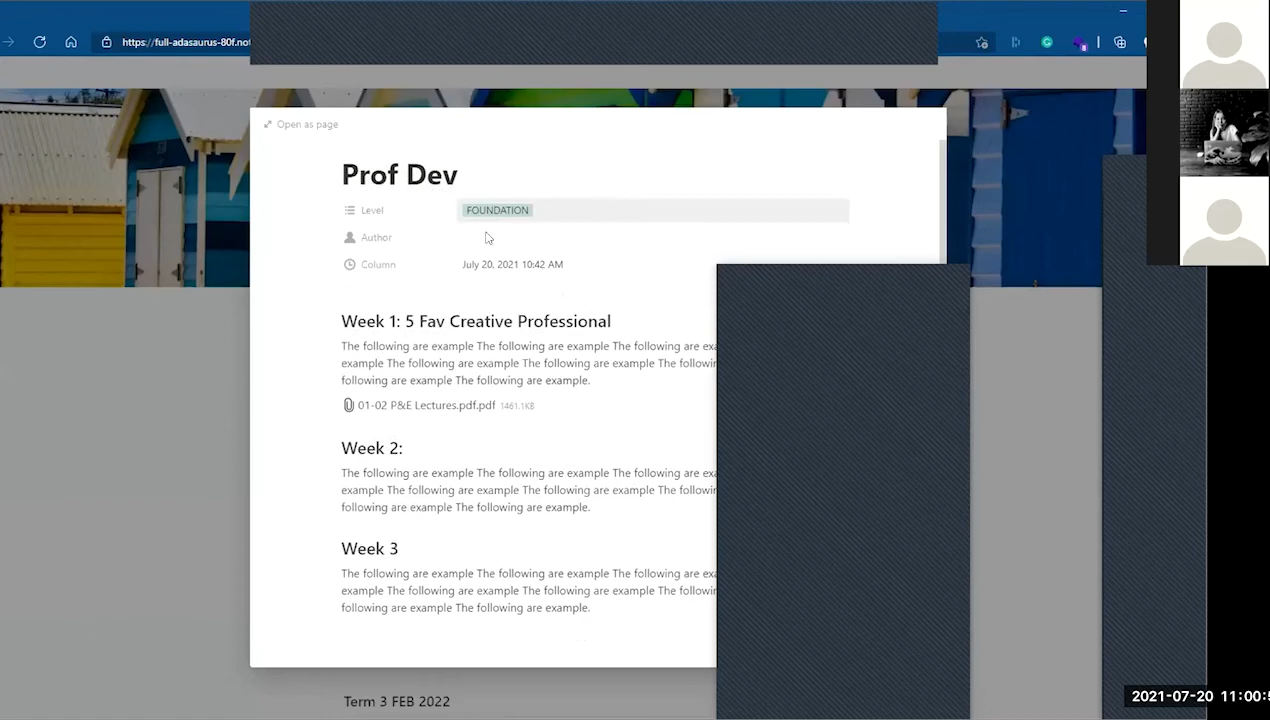 https://full-adasaurus-80f.no
Open as page
Prof Dev
Level FOUNDATION
Author
Column July 20, 2021 10:42 AM
Week 1: 5 Fav Creative Professional
The following are example The following are example The following are exa
example The following are example The following are example The followin
following are example The following are example.
01-02 P&E Lectures.pdf.pdf 1461.1KB
Week 2:
The following are example The following are example The following are exa
example The following are example The following are example The followin
following are example The following are example.
Week 3
The following are example The following are example The following are exa
example The following are example The following are example The followin
following are example The following are example.
Term 3 FEB 2022
2021-07-20 11:00:5